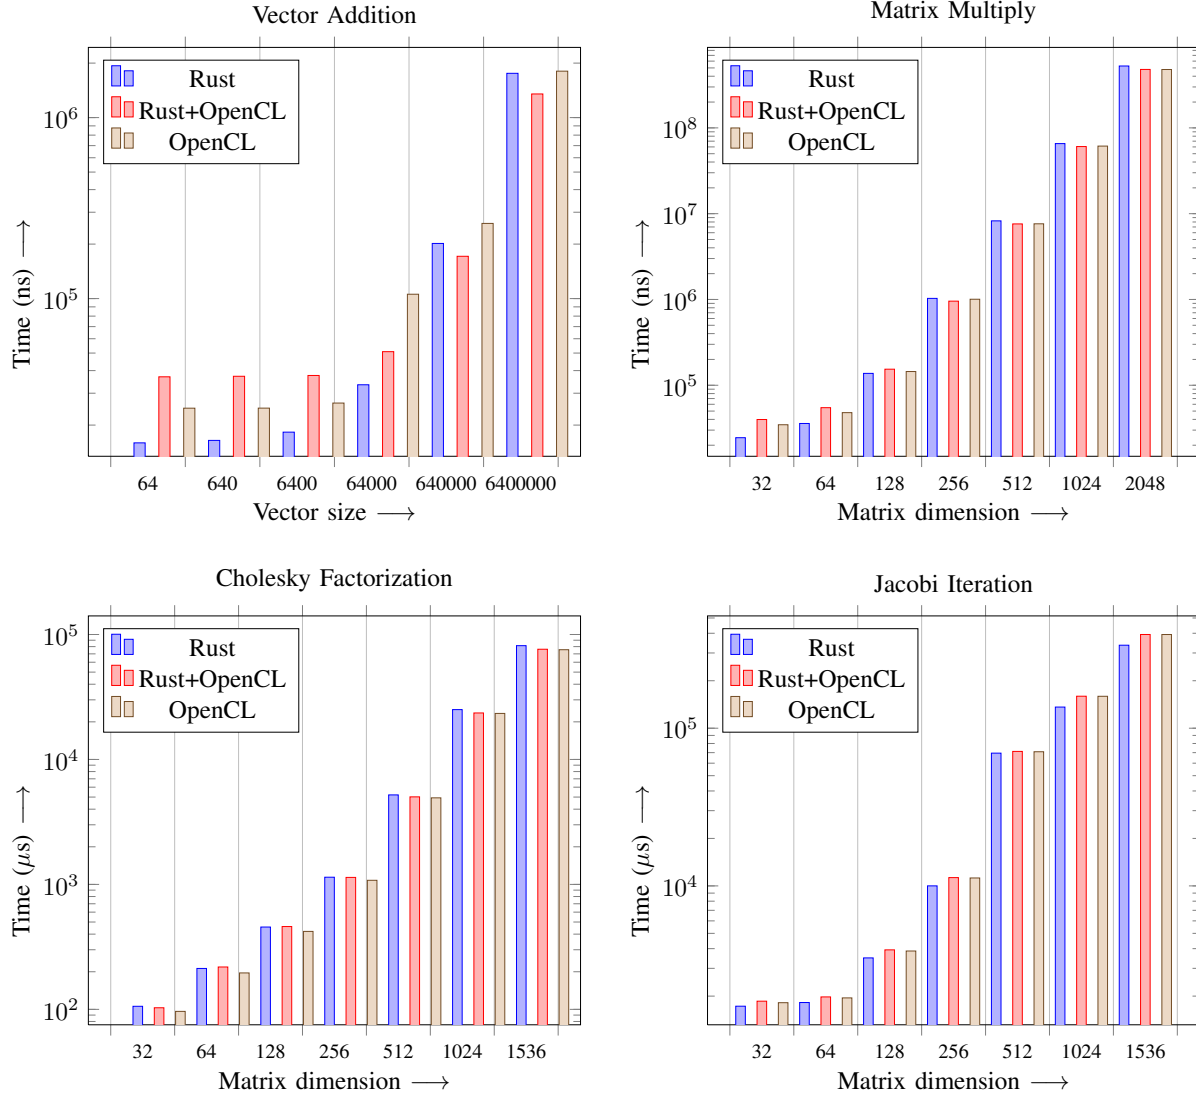 Vector Addition
Rust
Rust+OpenCL
OpenCL
10^6
10^5
Time (ns) ⟶
64 640 6400 64000 640000 6400000
Vector size ⟶
Matrix Multiply
Rust
Rust+OpenCL
OpenCL
10^8
10^7
10^6
10^5
Time (ns) ⟶
32 64 128 256 512 1024 2048
Matrix dimension ⟶
Cholesky Factorization
Rust
Rust+OpenCL
OpenCL
10^5
10^4
10^3
10^2
Time (μs) ⟶
32 64 128 256 512 1024 1536
Matrix dimension ⟶
Jacobi Iteration
Rust
Rust+OpenCL
OpenCL
10^5
10^4
Time (μs) ⟶
32 64 128 256 512 1024 1536
Matrix dimension ⟶